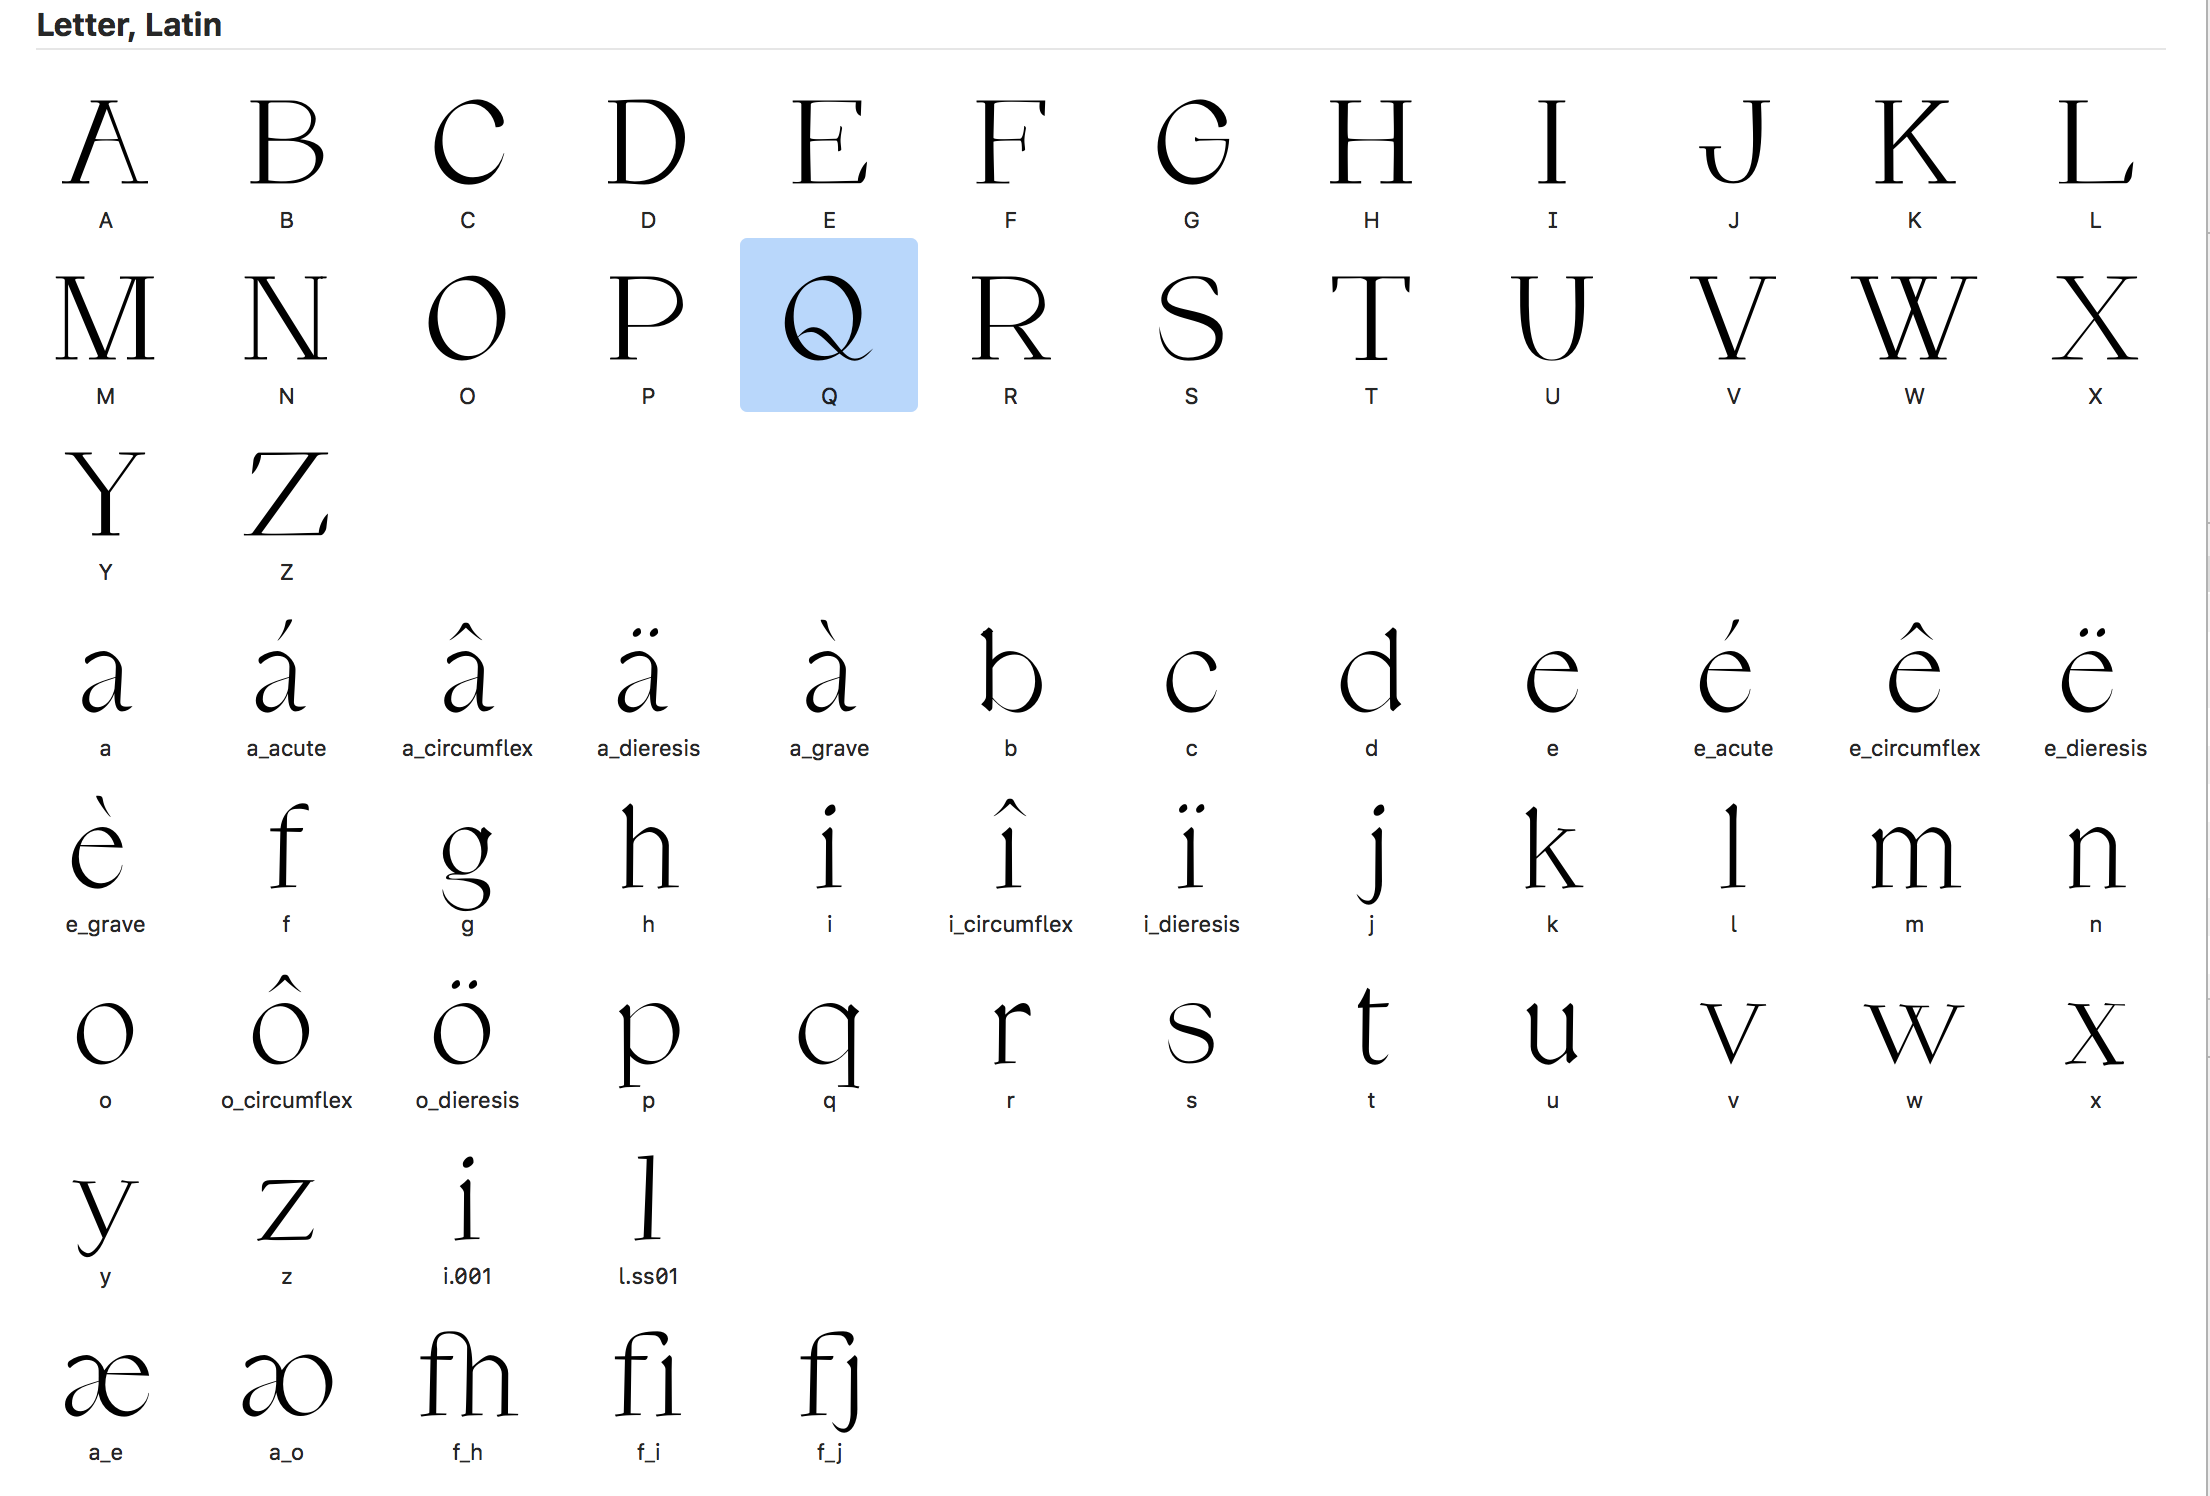 Letter, Latin
A B C D E F G H I J K L
A B C D E F G H I J K L
M N O P Q R S T U V W X
M N O P Q R S T U V W X
Y Z
Y Z
a á â ä à b c d e é ê ë
a a_acute a_circumflex a_dieresis a_grave b c d e e_acute e_circumflex e_dieresis
è f g h i î ï j k l m n
e_grave f g h i i_circumflex i_dieresis j k l m n
o ô ö p q r s t u v w x
o o_circumflex o_dieresis p q r s t u v w x
y z i l
y z i.001 l.ss01
æ ao fh fi fj
a_e a_o f_h f_i f_j